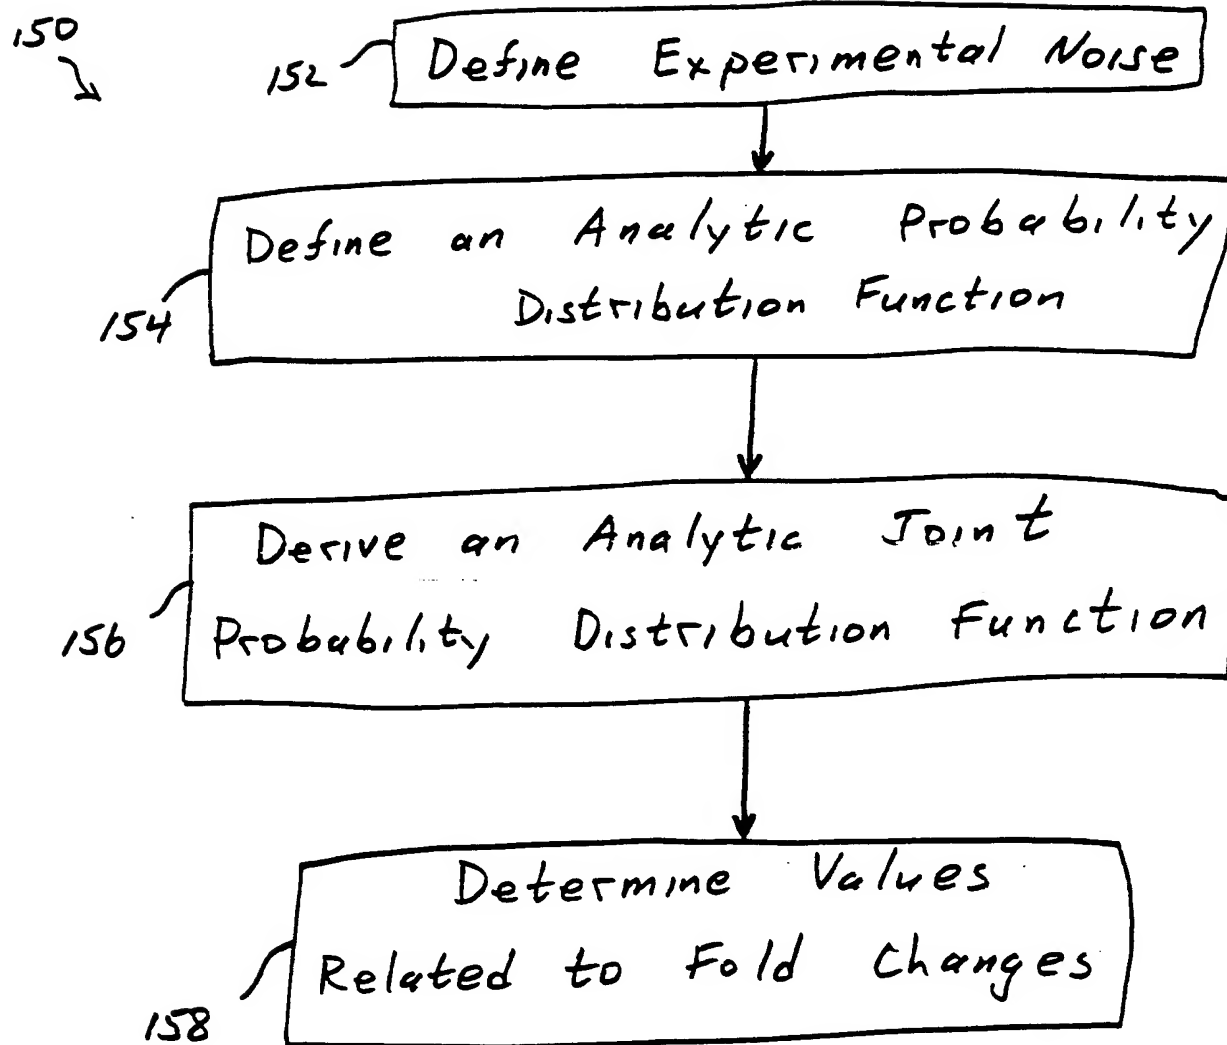 150
152
Define Experimental Noise
Define an Analytic Probability
Distribution Function
154
Derive an Analytic Joint
Probability Distribution Function
156
Determine Values
Related to Fold Changes
158